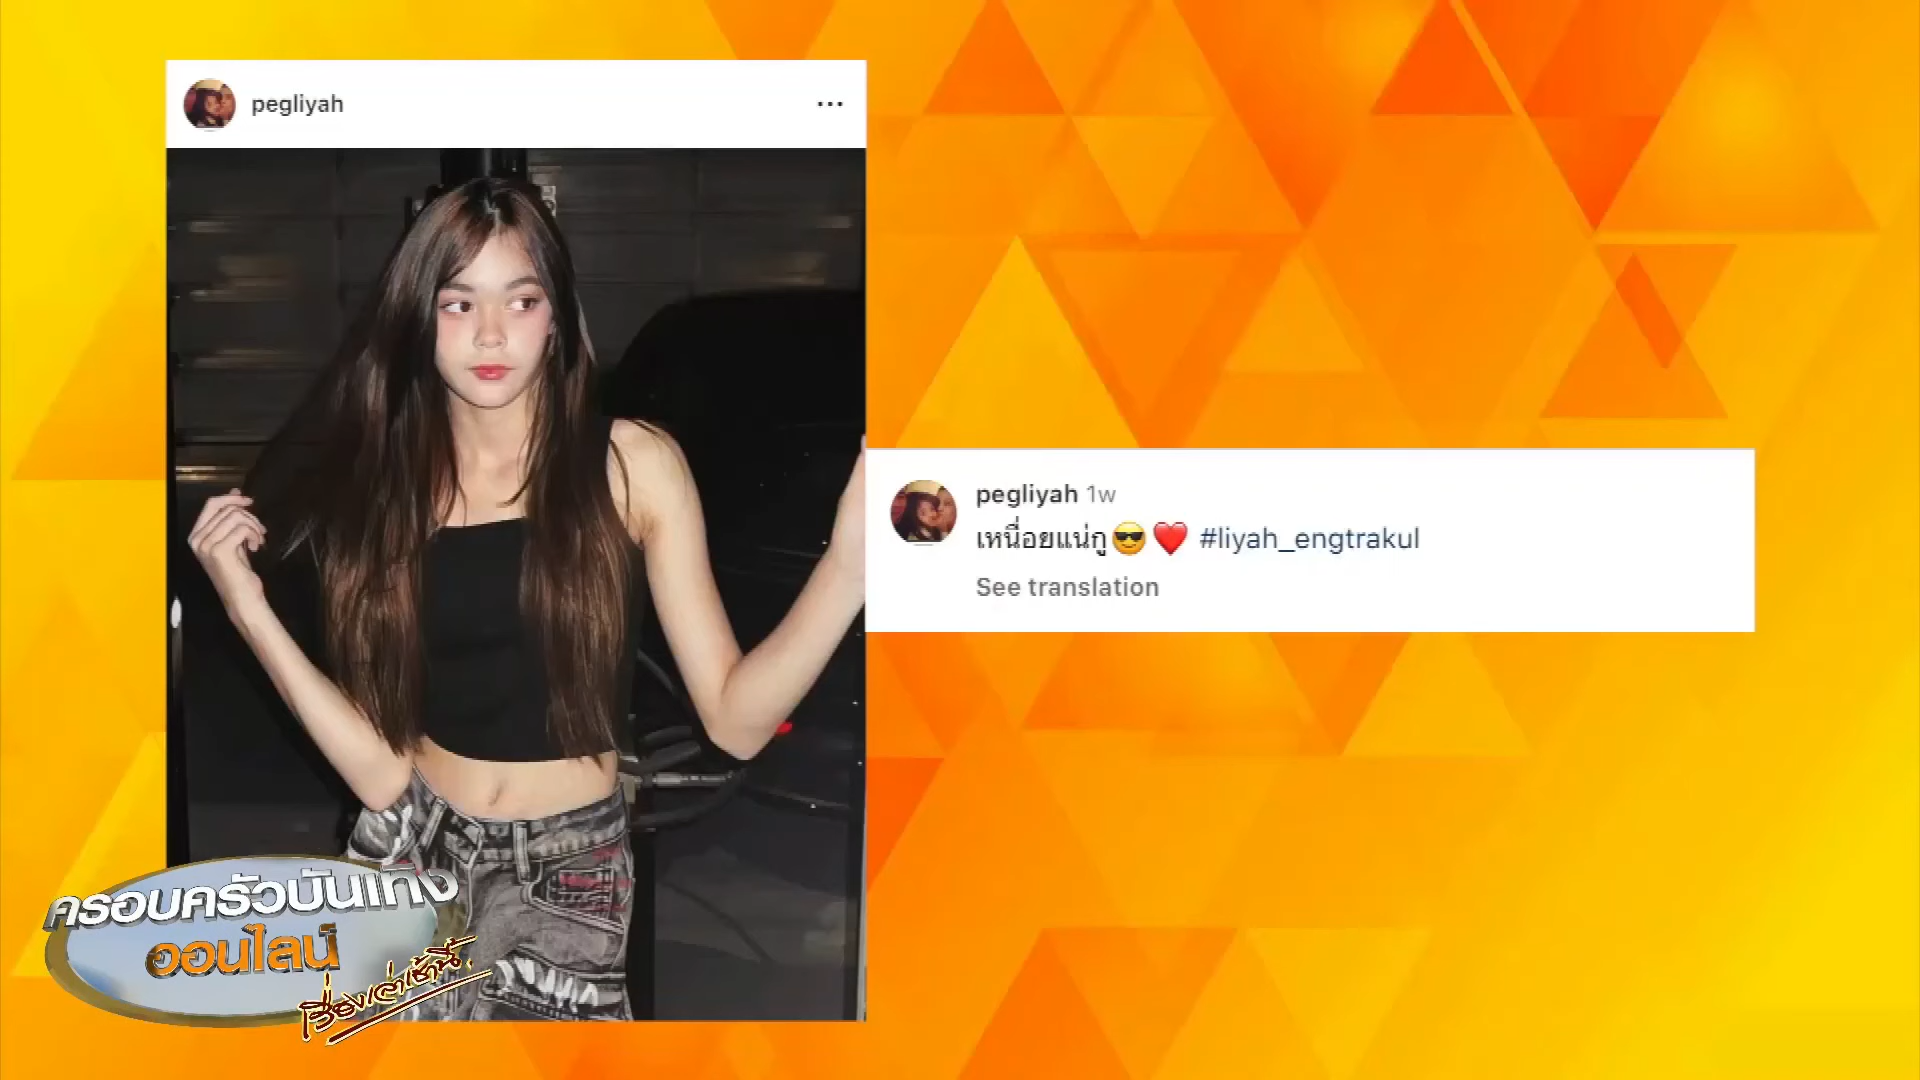 pegliyah
pegliyah 1w
เหนื่อยแน่กู😎❤️ #liyah_engtrakul
See translation
ครอบครัวบันเทิง
ออนไลน์
เรื่องเล่าเช้านี้